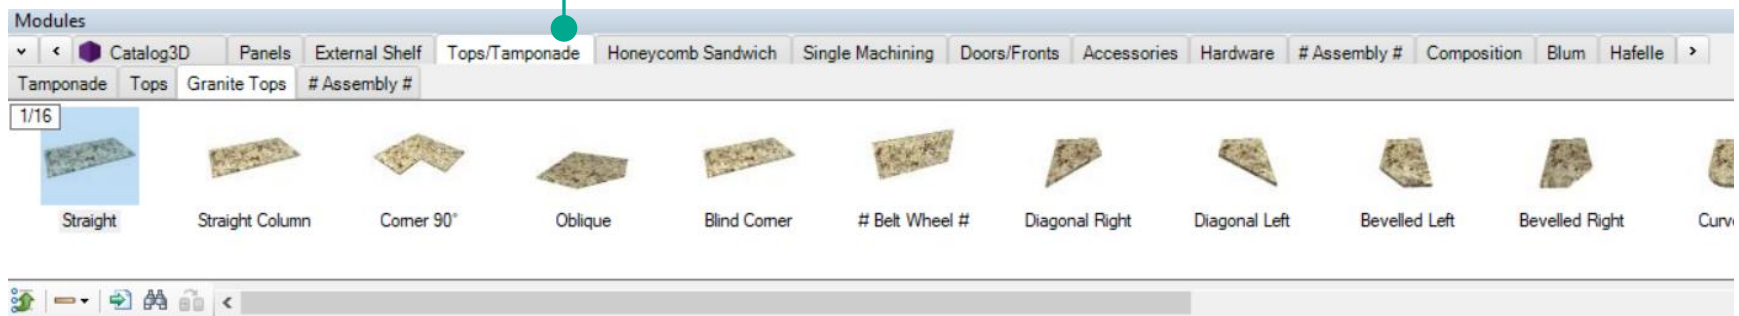 Modules
Catalog3D Panels External Shelf Tops/Tamponade Honeycomb Sandwich Single Machining Doors/Fronts Accessories Hardware # Assembly # Composition Blum Hafelle
Tamponade Tops Granite Tops # Assembly #
1/16
Straight Straight Column Corner 90° Oblique Blind Corner # Belt Wheel # Diagonal Right Diagonal Left Bevelled Left Bevelled Right Curv